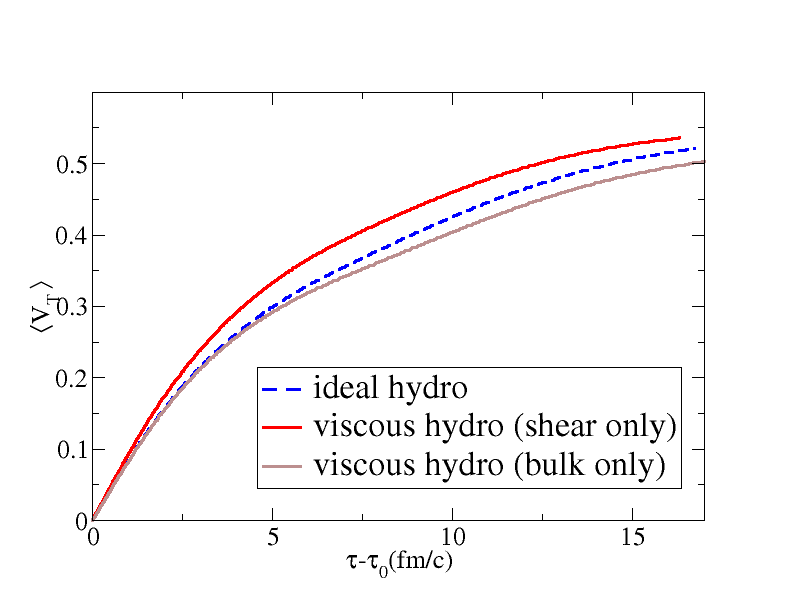 0.5
0.4
0.3
0.2
0.1
0
⟨v_T⟩
ideal hydro
viscous hydro (shear only)
viscous hydro (bulk only)
0 5 10 15
τ-τ₀(fm/c)